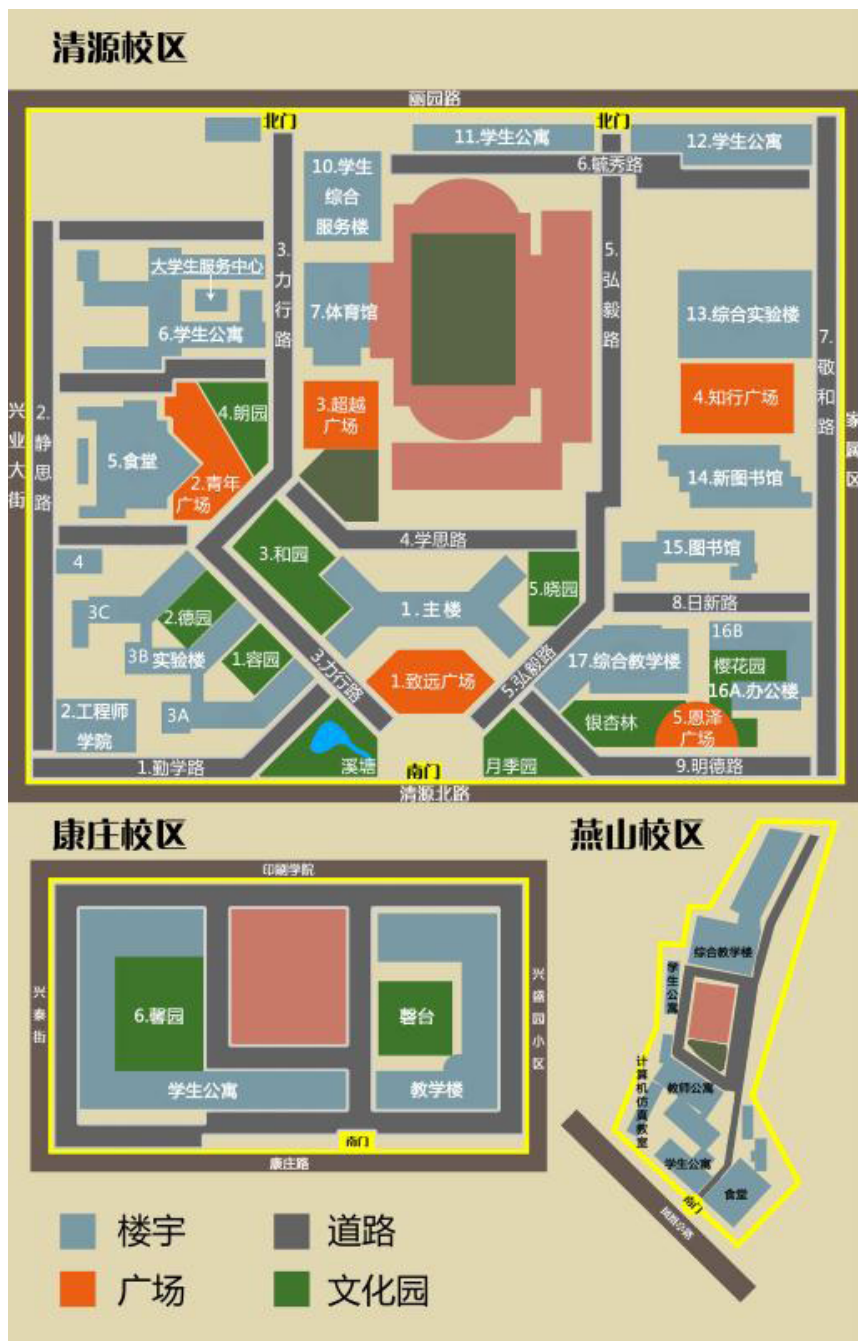 清源校区
丽园路
北门
北门
11.学生公寓
12.学生公寓
6.毓秀路
10.学生
综合
服务楼
3.力行路
5.弘毅路
大学生服务中心
6.学生公寓
7.体育馆
13.综合实验楼
7.敬和路
兴业大街
2.静思路
4.朗园
3.超越
广场
4.知行广场
家属区
5.食堂
2.青年
广场
14.新图书馆
4.学思路
15.图书馆
4
3.和园
5.晓园
8.日新路
3C
2.德园
1.主楼
16B
3B
实验楼
1.容园
3.力行路
1.致远广场
5.弘毅路
17.综合教学楼
樱花园
16A.办公楼
2.工程师
学院
3A
银杏林
5.恩泽
广场
1.勤学路
溪塘
南门
月季园
9.明德路
清源北路
康庄校区
燕山校区
印刷学院
兴泰街
6.馨园
磬台
兴盛园小区
学生公寓
教学楼
南门
康庄路
综合教学楼
学生公寓
计算机仿真教室
教师公寓
学生公寓
食堂
南门
楼宇
道路
广场
文化园